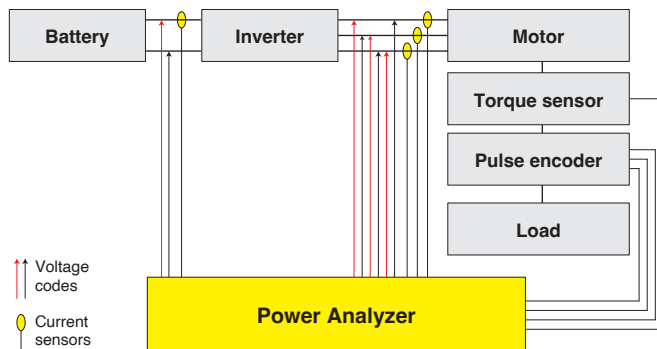 Battery
Inverter
Motor
Torque sensor
Pulse encoder
Load
Voltage
codes
Current
sensors
Power Analyzer